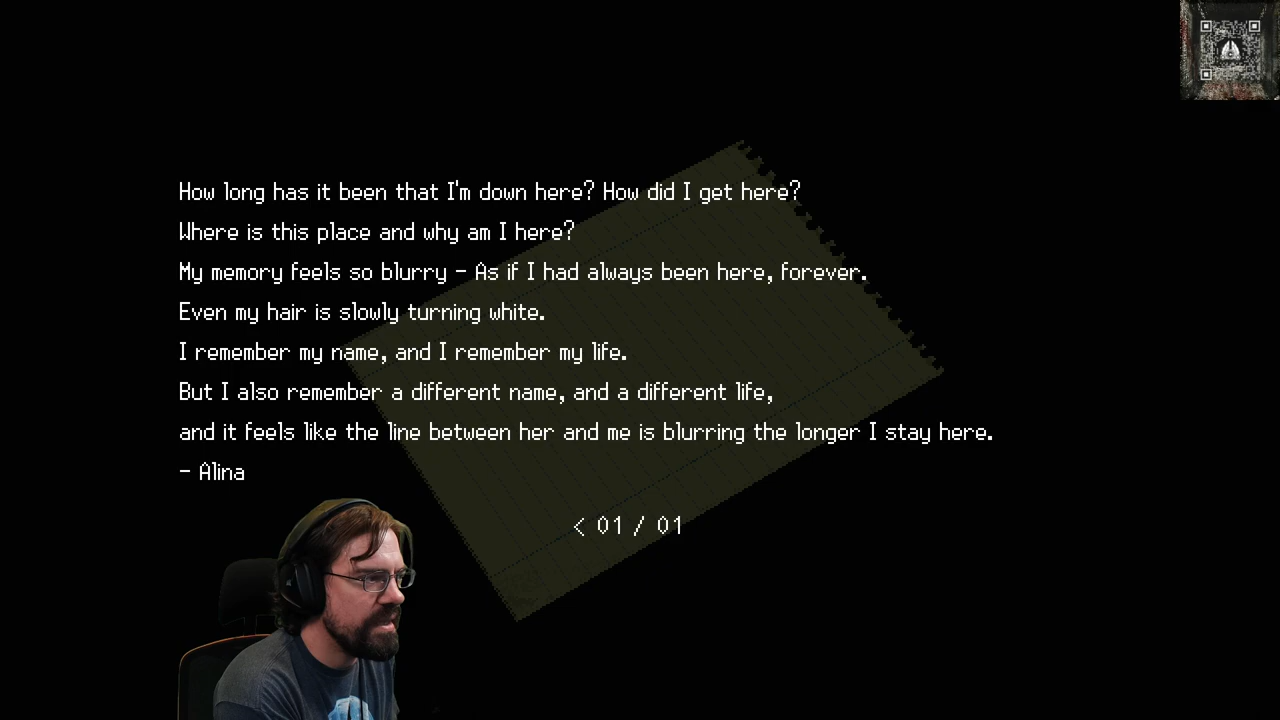 How long has it been that I'm down here? How did I get here?
Where is this place and why am I here?
My memory feels so blurry - As if I had always been here, forever.
Even my hair is slowly turning white.
I remember my name, and I remember my life.
But I also remember a different name, and a different life,
and it feels like the line between her and me is blurring the longer I stay here.
- Alina
< 01 / 01